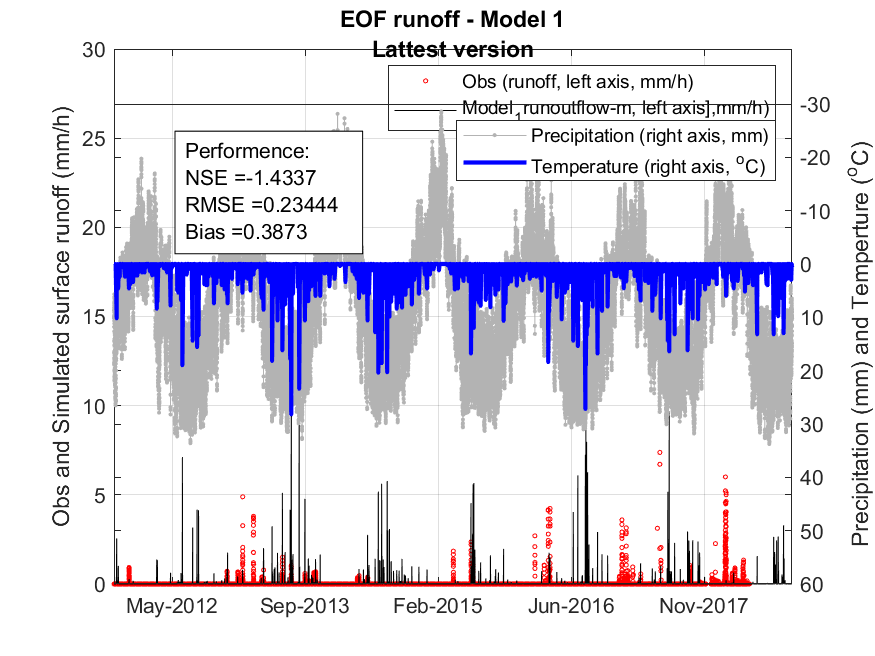 EOF runoff - Model 1
Lattest version
Obs (runoff, left axis, mm/h)
Model1runoutflow-m, left axis],mm/h)
Precipitation (right axis, mm)
Temperature (right axis, °C)
Performence:
NSE =-1.4337
RMSE =0.23444
Bias =0.3873
Obs and Simulated surface runoff (mm/h)
30
25
20
15
10
5
0
-30
-20
-10
0
10
20
30
40
50
60
Precipitation (mm) and Temperture (°C)
May-2012
Sep-2013
Feb-2015
Jun-2016
Nov-2017